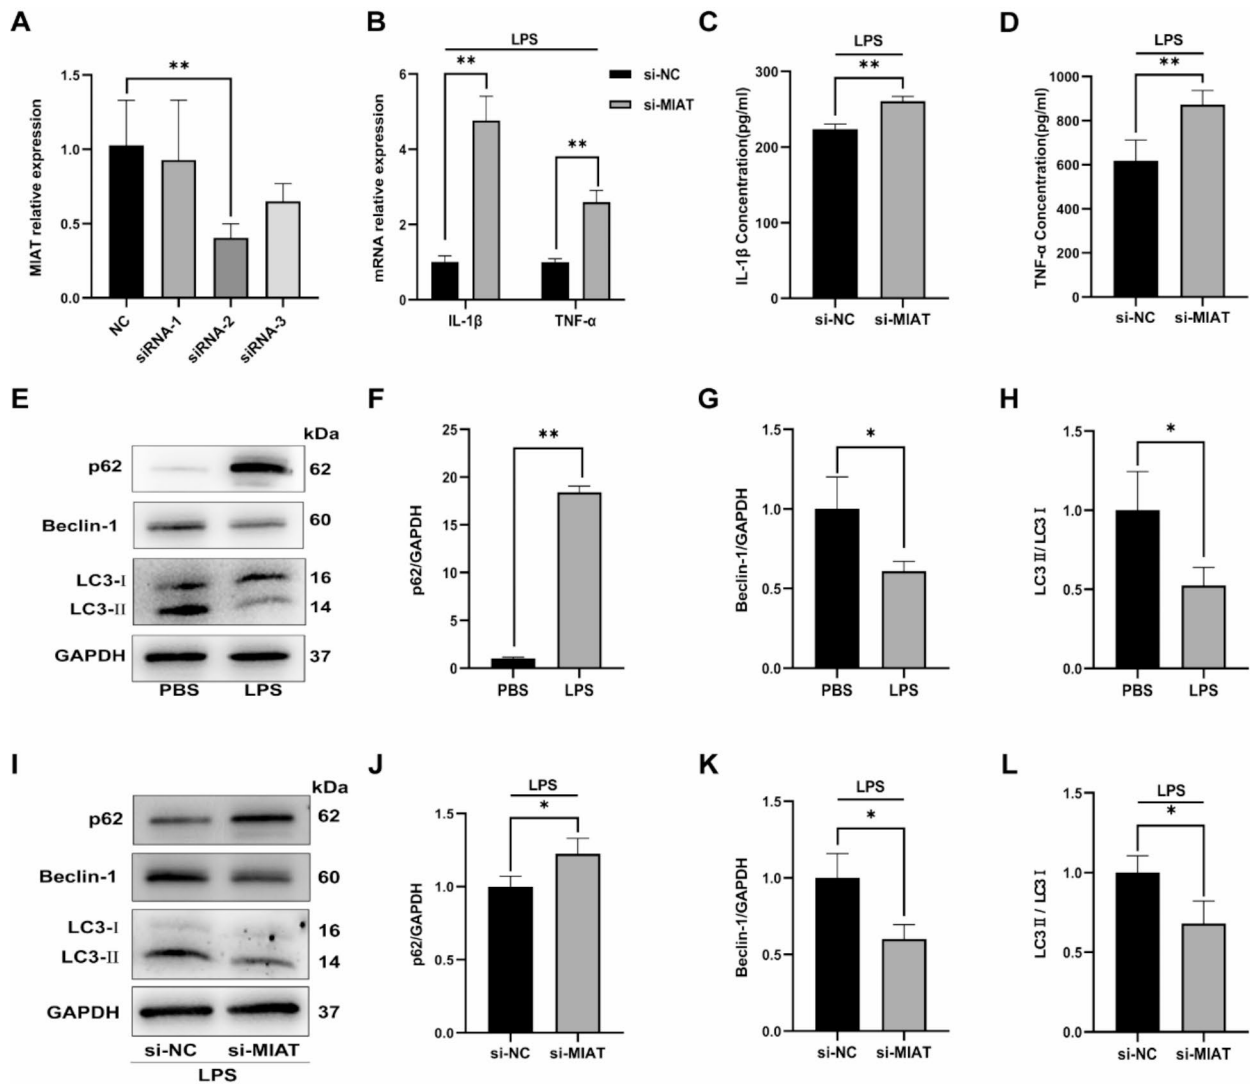 A
MIAT relative expression
1.5
1.0
0.5
0.0
**
NC
siRNA-1
siRNA-2
siRNA-3
B
LPS
mRNA relative expression
6
4
2
0
**
**
IL-1β
TNF-α
si-NC
si-MIAT
C
LPS
**
IL-1β Concentration(pg/ml)
300
200
100
0
si-NC
si-MIAT
D
LPS
**
TNF-α Concentration(pg/ml)
1000
800
600
400
200
0
si-NC
si-MIAT
E
kDa
p62
62
Beclin-1
60
LC3-I
16
LC3-II
14
GAPDH
37
PBS
LPS
F
p62/GAPDH
25
20
15
10
5
0
**
PBS
LPS
G
Beclin-1/GAPDH
1.5
1.0
0.5
0.0
*
PBS
LPS
H
LC3 II/ LC3 I
1.5
1.0
0.5
0.0
*
PBS
LPS
I
kDa
p62
62
Beclin-1
60
LC3-I
16
LC3-II
14
GAPDH
37
si-NC
si-MIAT
LPS
J
LPS
*
p62/GAPDH
1.5
1.0
0.5
0.0
si-NC
si-MIAT
K
LPS
*
Beclin-1/GAPDH
1.5
1.0
0.5
0.0
si-NC
si-MIAT
L
LPS
*
LC3 II / LC3 I
1.5
1.0
0.5
0.0
si-NC
si-MIAT